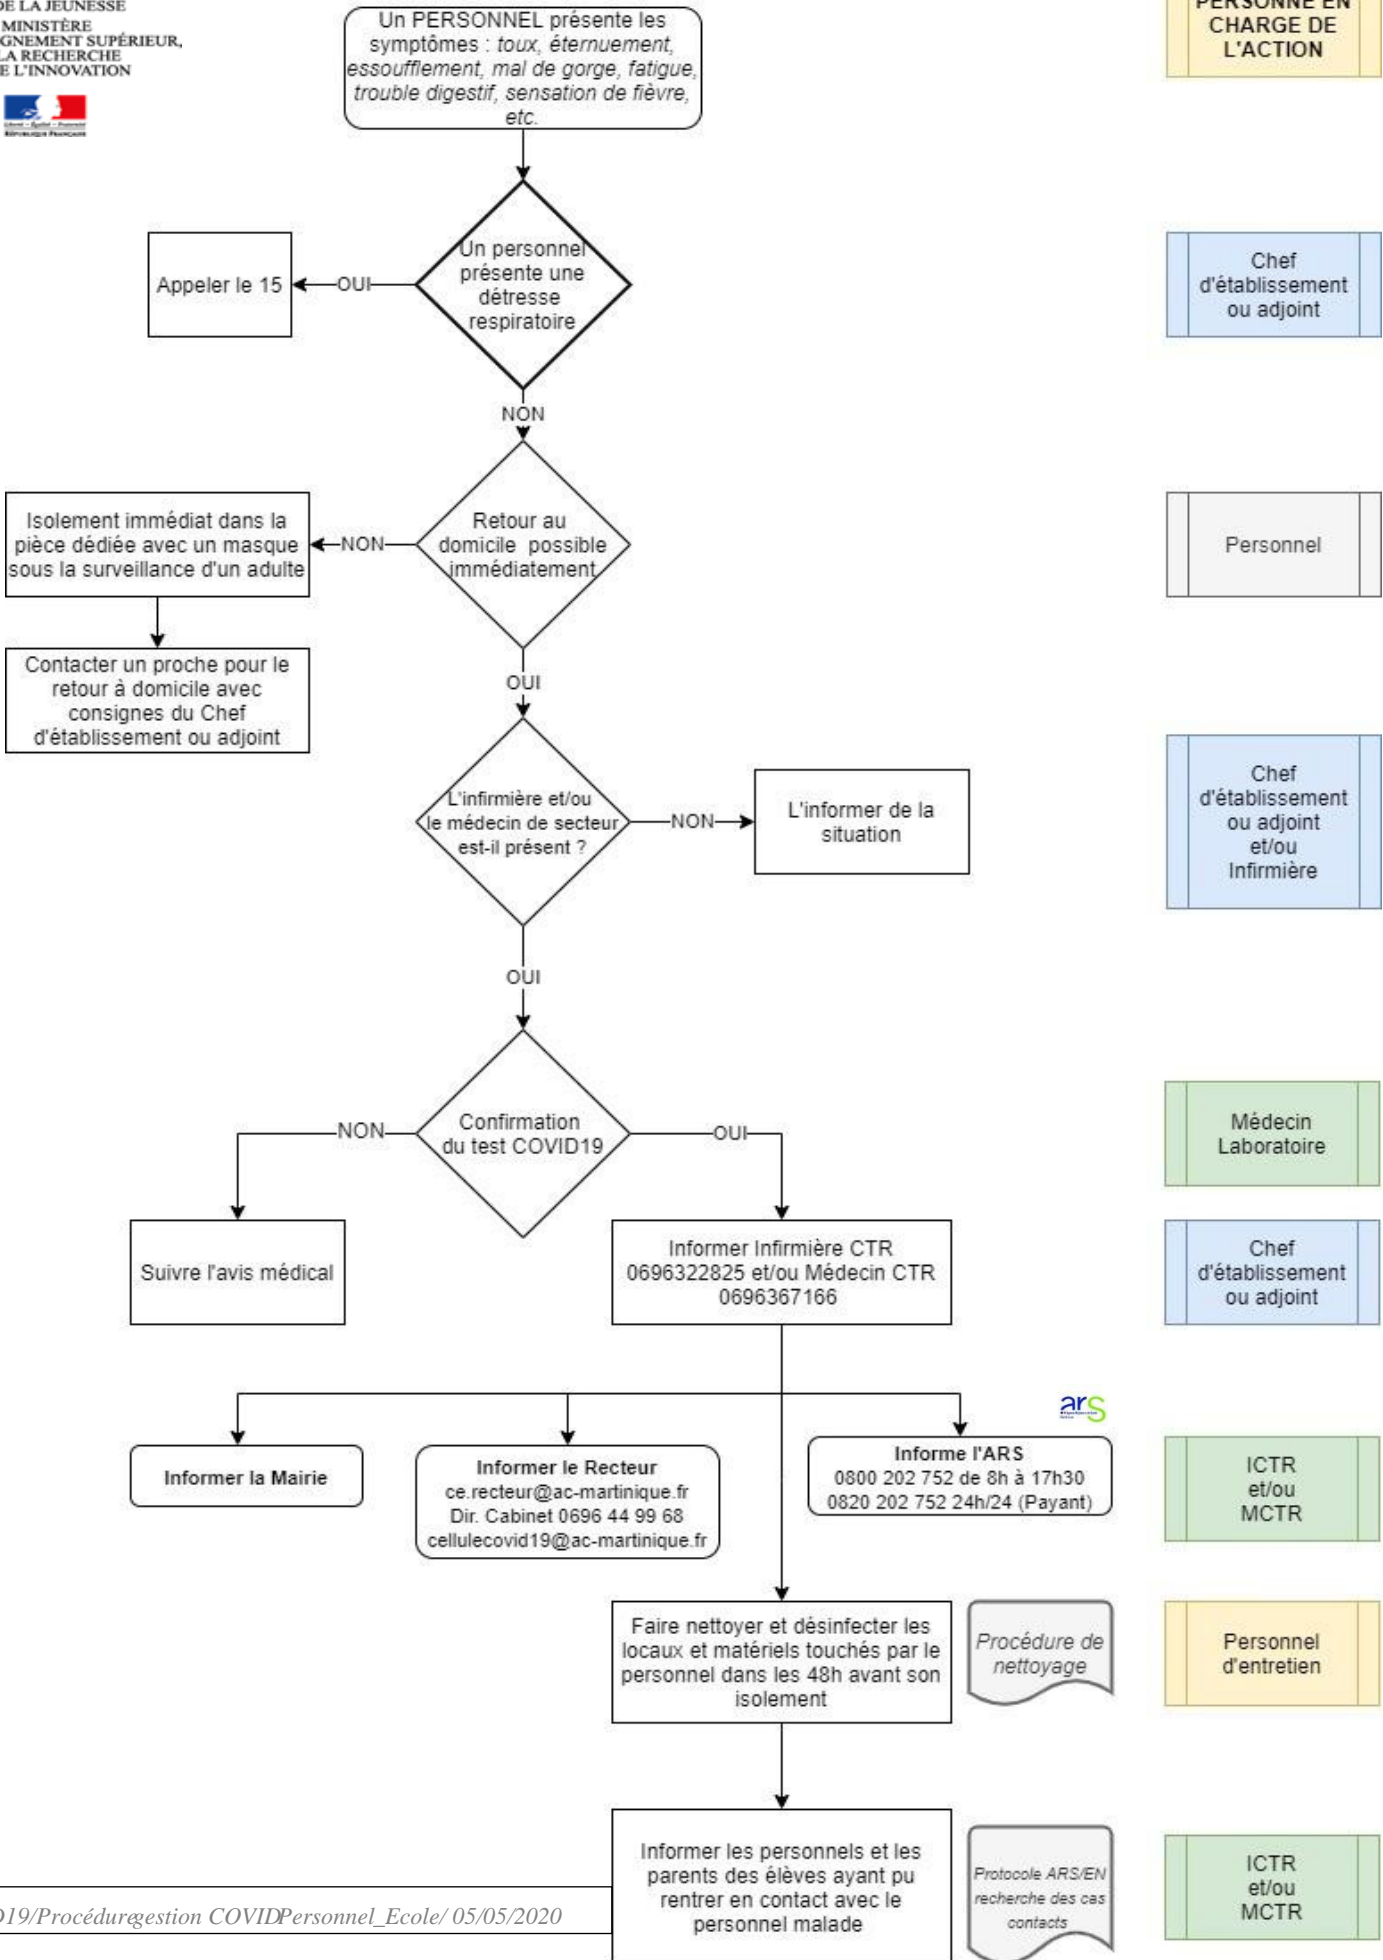 DE LA JEUNESSE
MINISTÈRE
GNEMENT SUPÉRIEUR,
LA RECHERCHE
E L'INNOVATION
Liberté • Égalité • Fraternité
RÉPUBLIQUE FRANÇAISE
Un PERSONNEL présente les
symptômes : toux, éternuement,
essoufflement, mal de gorge, fatigue,
trouble digestif, sensation de fièvre,
etc.
PERSONNE EN
CHARGE DE
L'ACTION
Un personnel
présente une
détresse
respiratoire
OUI
Appeler le 15
Chef
d'établissement
ou adjoint
NON
Retour au
domicile possible
immédiatement
NON
Isolement immédiat dans la
pièce dédiée avec un masque
sous la surveillance d'un adulte
Personnel
Contacter un proche pour le
retour à domicile avec
consignes du Chef
d'établissement ou adjoint
OUI
L'infirmière et/ou
le médecin de secteur
est-il présent ?
NON
L'informer de la
situation
Chef
d'établissement
ou adjoint
et/ou
Infirmière
OUI
Confirmation
du test COVID19
NON
OUI
Médecin
Laboratoire
Suivre l'avis médical
Informer Infirmière CTR
0696322825 et/ou Médecin CTR
0696367166
Chef
d'établissement
ou adjoint
ars
Informer la Mairie
Informer le Recteur
ce.recteur@ac-martinique.fr
Dir. Cabinet 0696 44 99 68
cellulecovid19@ac-martinique.fr
Informe l'ARS
0800 202 752 de 8h à 17h30
0820 202 752 24h/24 (Payant)
ICTR
et/ou
MCTR
Faire nettoyer et désinfecter les
locaux et matériels touchés par le
personnel dans les 48h avant son
isolement
Procédure de
nettoyage
Personnel
d'entretien
Informer les personnels et les
parents des élèves ayant pu
rentrer en contact avec le
personnel malade
Protocole ARS/EN
recherche des cas
contacts
ICTR
et/ou
MCTR
D19/Procéduregestion COVIDPersonnel_Ecole/ 05/05/2020